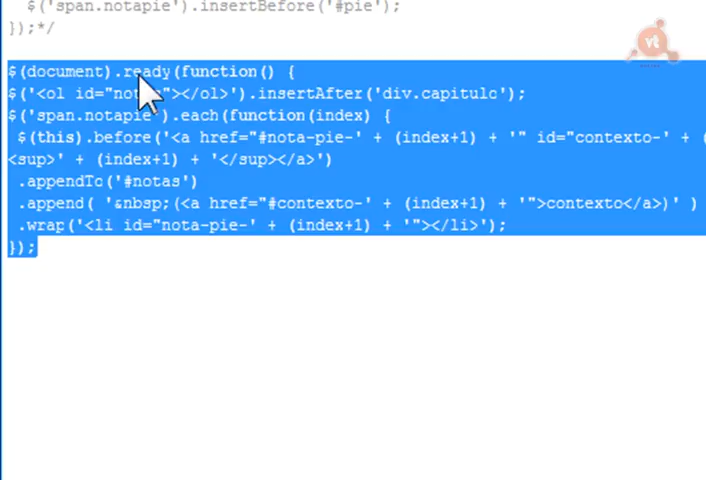 $('span.notapie').insertBefore('#pie');
});*/
$(document).ready(function() {
$('<ol id="notas"></ol>').insertAfter('div.capitulo');
$('span.notapie').each(function(index) {
$(this).before('<a href="#nota-pie-' + (index+1) + '" id="contexto-' + (
<sup>' + (index+1) + '</sup></a>')
.appendTo('#notas')
.append( '&nbsp;(<a href="#contexto-' + (index+1) + '">contexto</a>)' )
.wrap('<li id="nota-pie-' + (index+1) + '"></li>');
});
vt